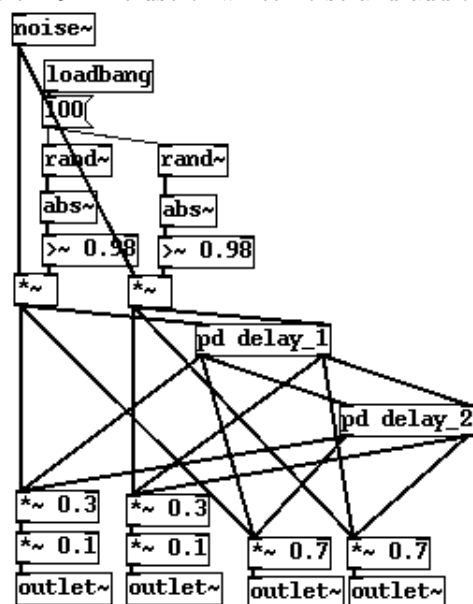 noise~
loadbang
100
rand~ rand~
abs~ abs~
>~ 0.98 >~ 0.98
*~ *~
pd delay_1
pd delay_2
*~ 0.3 *~ 0.3
*~ 0.1 *~ 0.1 *~ 0.7 *~ 0.7
outlet~ outlet~ outlet~ outlet~